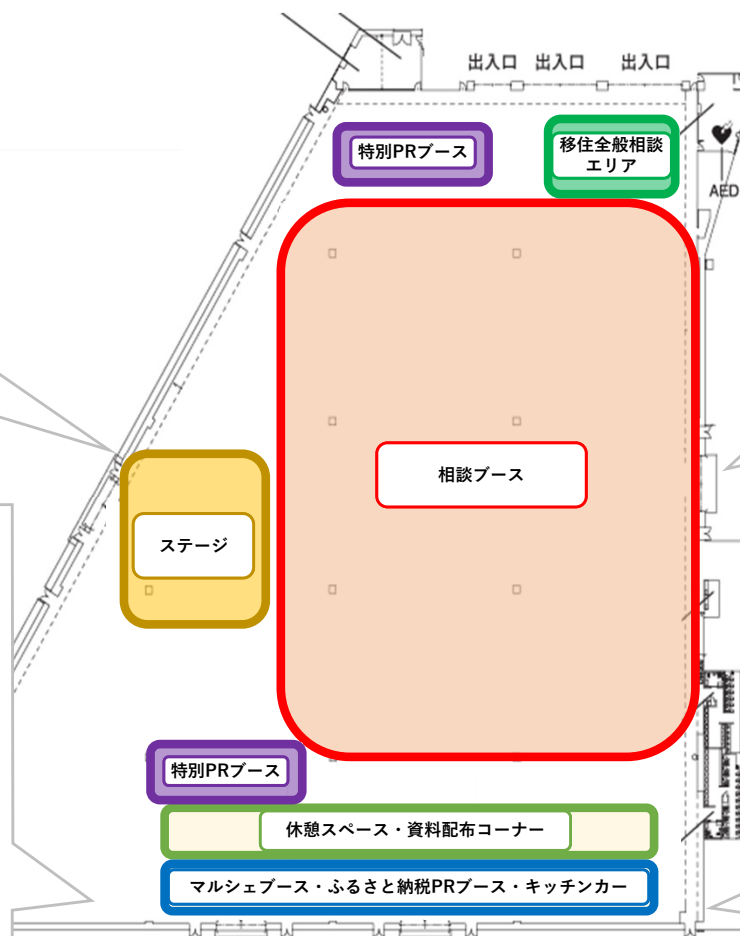 出入口 出入口 出入口
特別PRブース
移住全般相談
エリア
AED
相談ブース
ステージ
特別PRブース
休憩スペース・資料配布コーナー
マルシェブース・ふるさと納税PRブース・キッチンカー